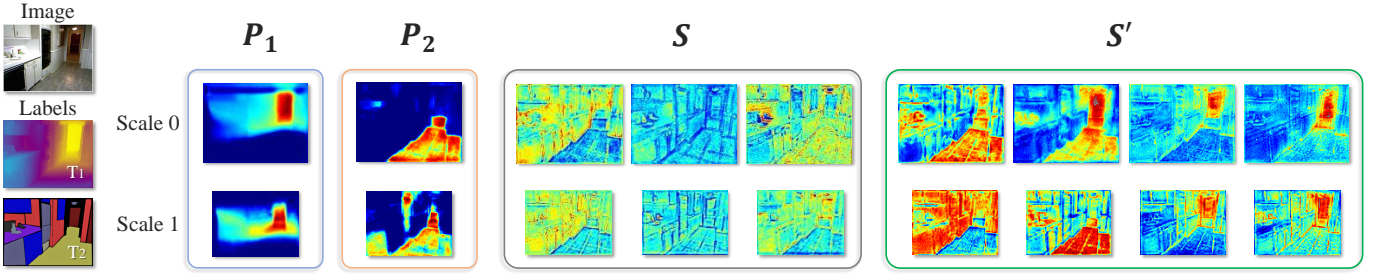 Image
P₁ P₂ S S′
Labels
Scale 0
T₁
Scale 1
T₂